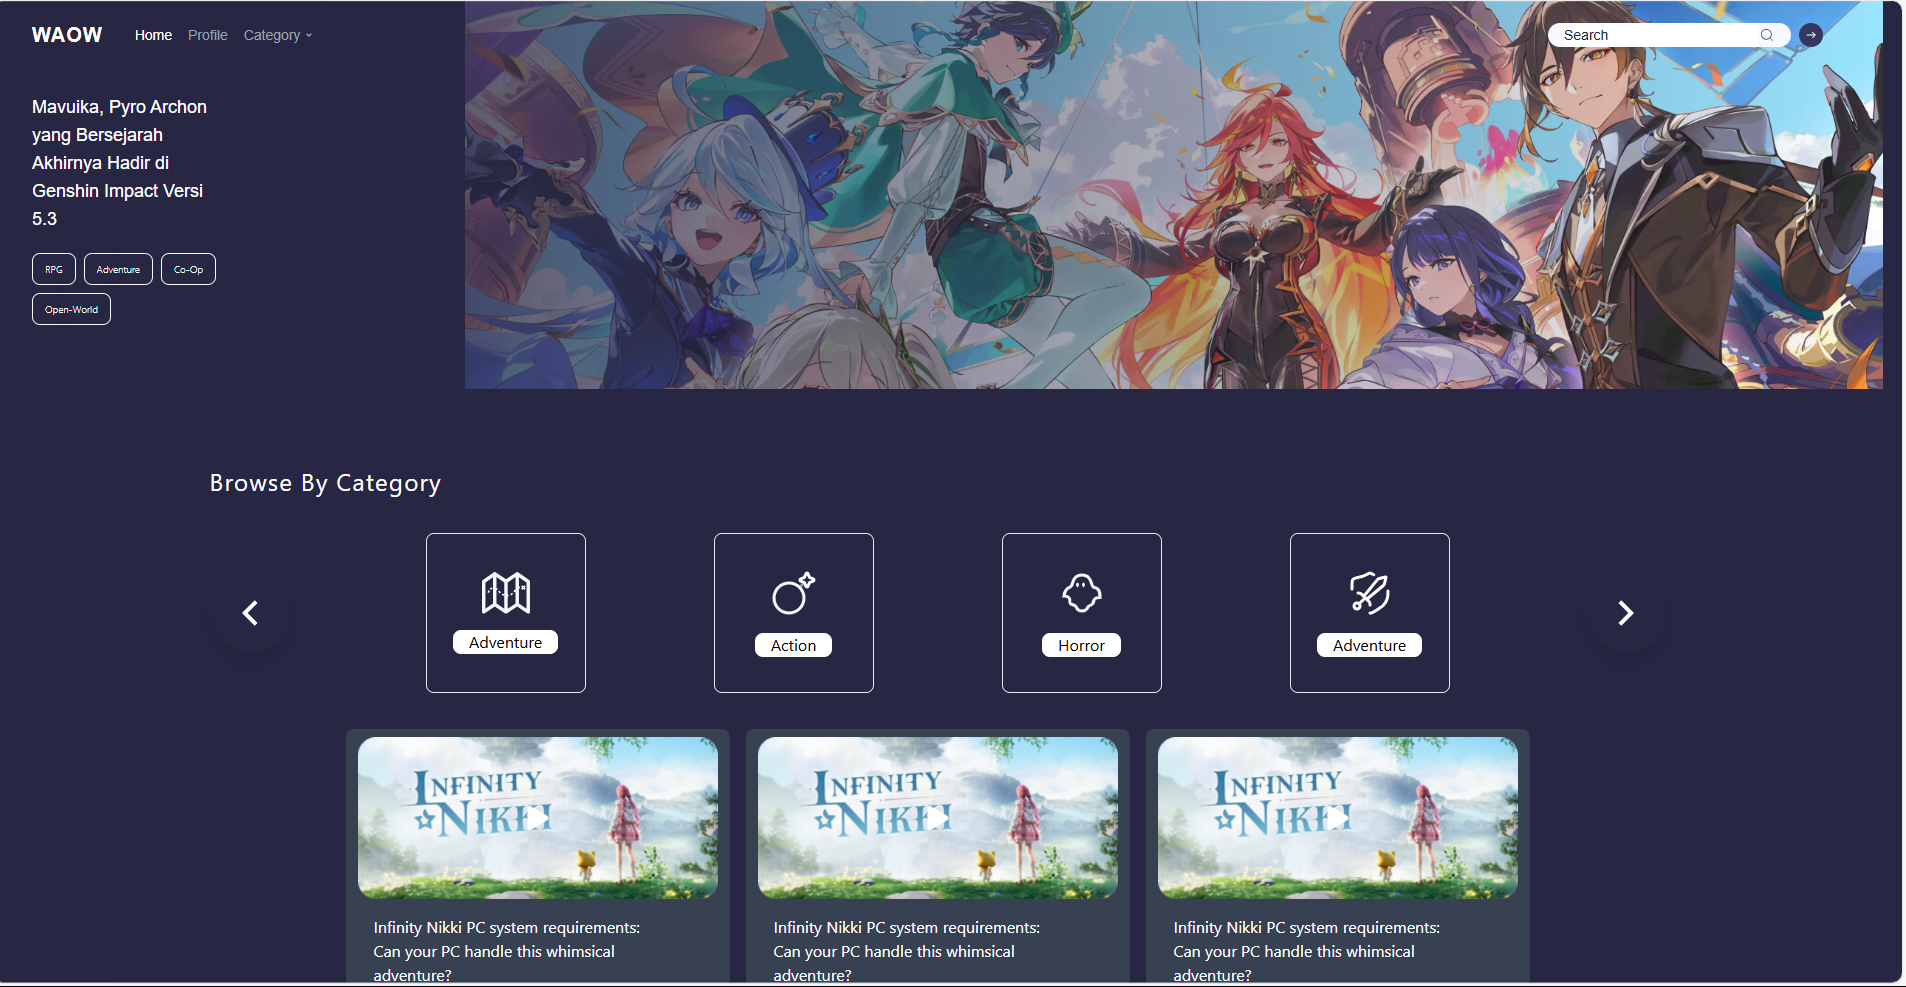 WAOW
Home
Profile
Category
Search
Mavuika, Pyro Archon
yang Bersejarah
Akhirnya Hadir di
Genshin Impact Versi
5.3
RPG
Adventure
Co-Op
Open-World
Browse By Category
Adventure
Action
Horror
Adventure
INFINITY
NIKKI
Infinity Nikki PC system requirements:
Can your PC handle this whimsical
adventure?
INFINITY
NIKKI
Infinity Nikki PC system requirements:
Can your PC handle this whimsical
adventure?
INFINITY
NIKKI
Infinity Nikki PC system requirements:
Can your PC handle this whimsical
adventure?